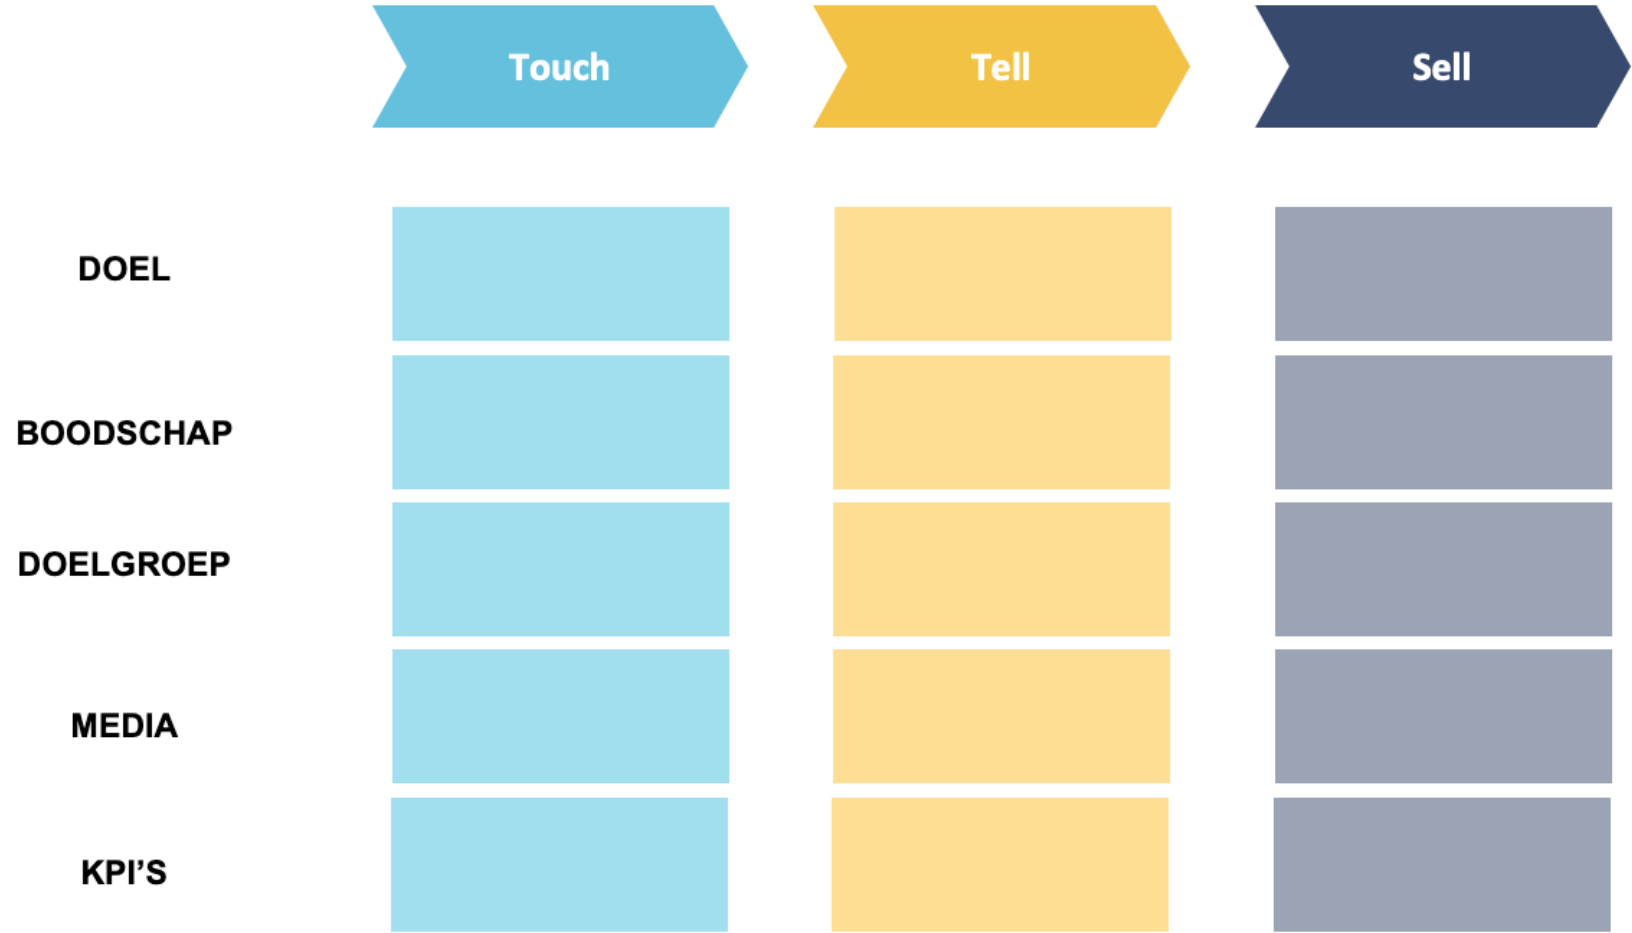 Touch
Tell
Sell
DOEL
BOODSCHAP
DOELGROEP
MEDIA
KPI’S